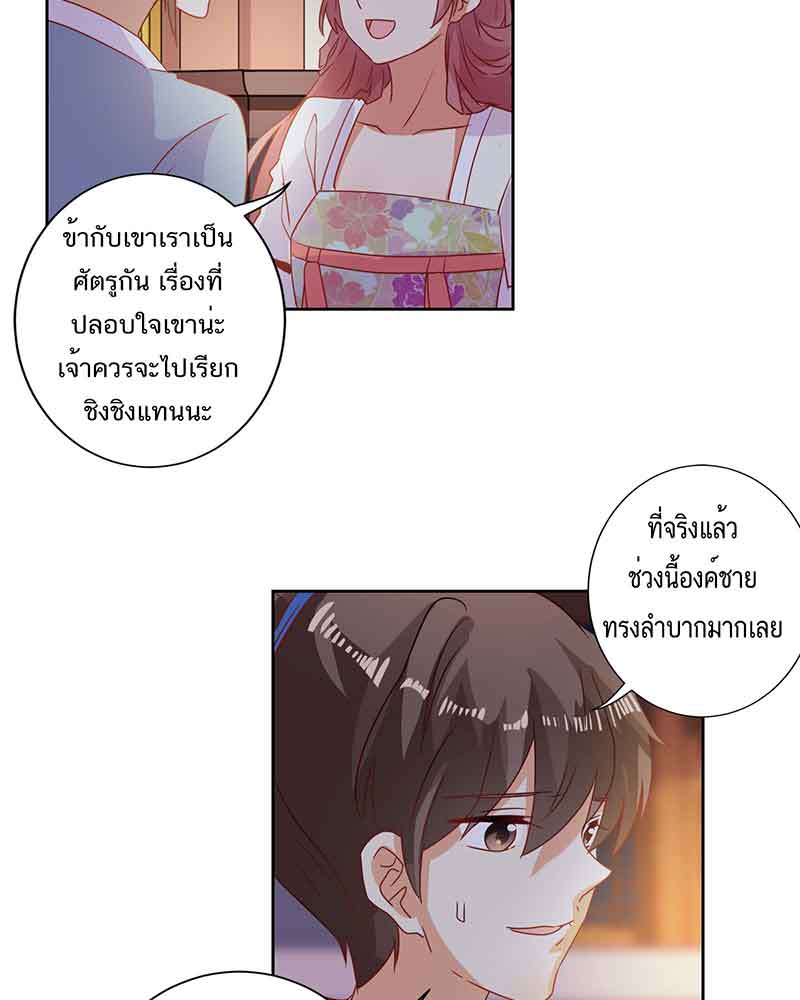 ข้ากับเขาเราเป็น
ศัตรูกัน เรื่องที่
ปลอบใจเขาน่ะ
เจ้าควรจะไปเรียก
ชิงชิงแทนนะ
ที่จริงแล้ว
ช่วงนี้องค์ชาย
ทรงลำบากมากเลย